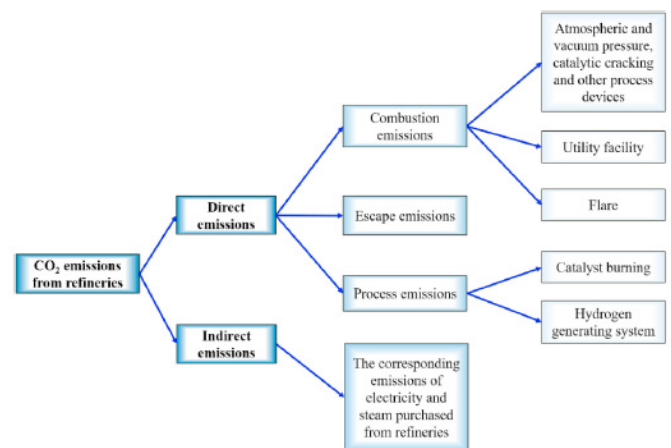 Atmospheric and
vacuum pressure,
catalytic cracking
and other process
devices
Combustion
emissions
Utility facility
Flare
Direct
emissions
Escape emissions
CO₂ emissions
from refineries
Process emissions
Catalyst burning
Hydrogen
generating system
Indirect
emissions
The corresponding
emissions of
electricity and
steam purchased
from refineries